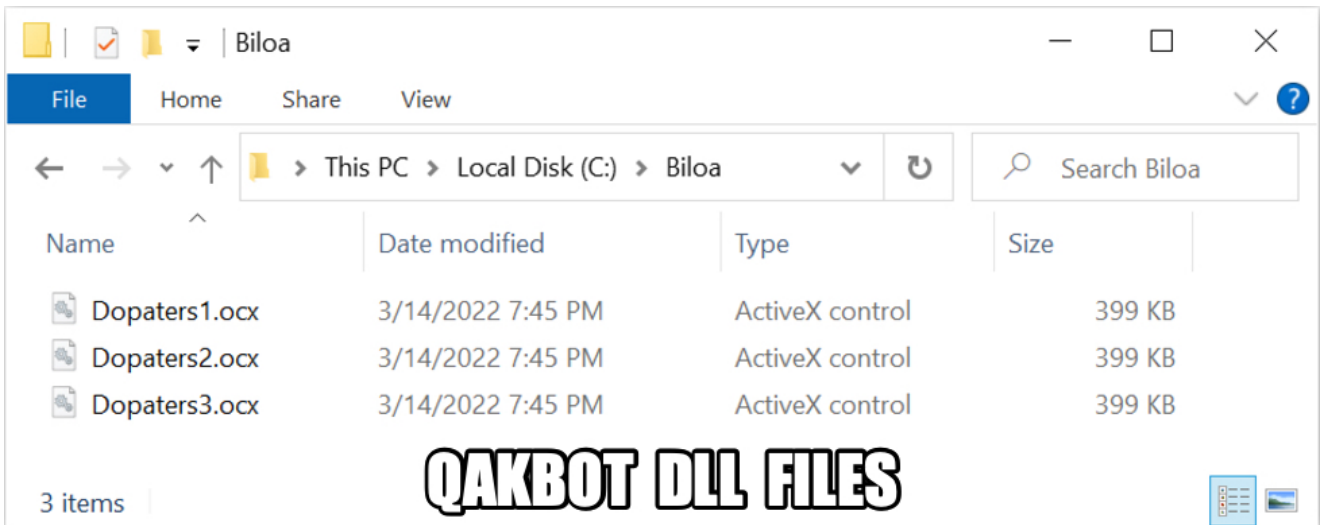 Biloa
File Home Share View
This PC > Local Disk (C:) > Biloa Search Biloa
Name Date modified Type Size
Dopaters1.ocx 3/14/2022 7:45 PM ActiveX control 399 KB
Dopaters2.ocx 3/14/2022 7:45 PM ActiveX control 399 KB
Dopaters3.ocx 3/14/2022 7:45 PM ActiveX control 399 KB
QAKBOT DLL FILES
3 items